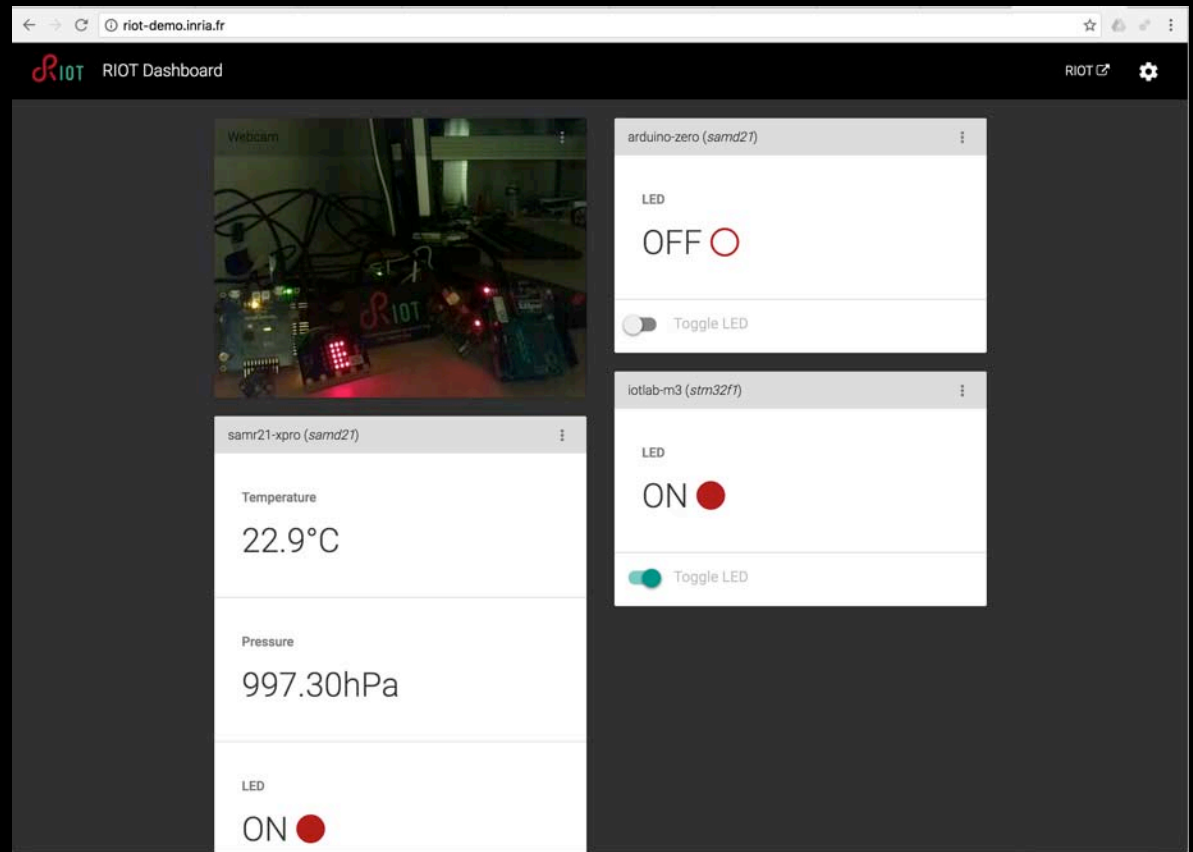 riot-demo.inria.fr
RIOT RIOT Dashboard
RIOT
Webcam
RIOT
samr21-xpro (samd21)
Temperature
22.9°C
Pressure
997.30hPa
LED
ON
arduino-zero (samd21)
LED
OFF
Toggle LED
iotlab-m3 (stm32f1)
LED
ON
Toggle LED